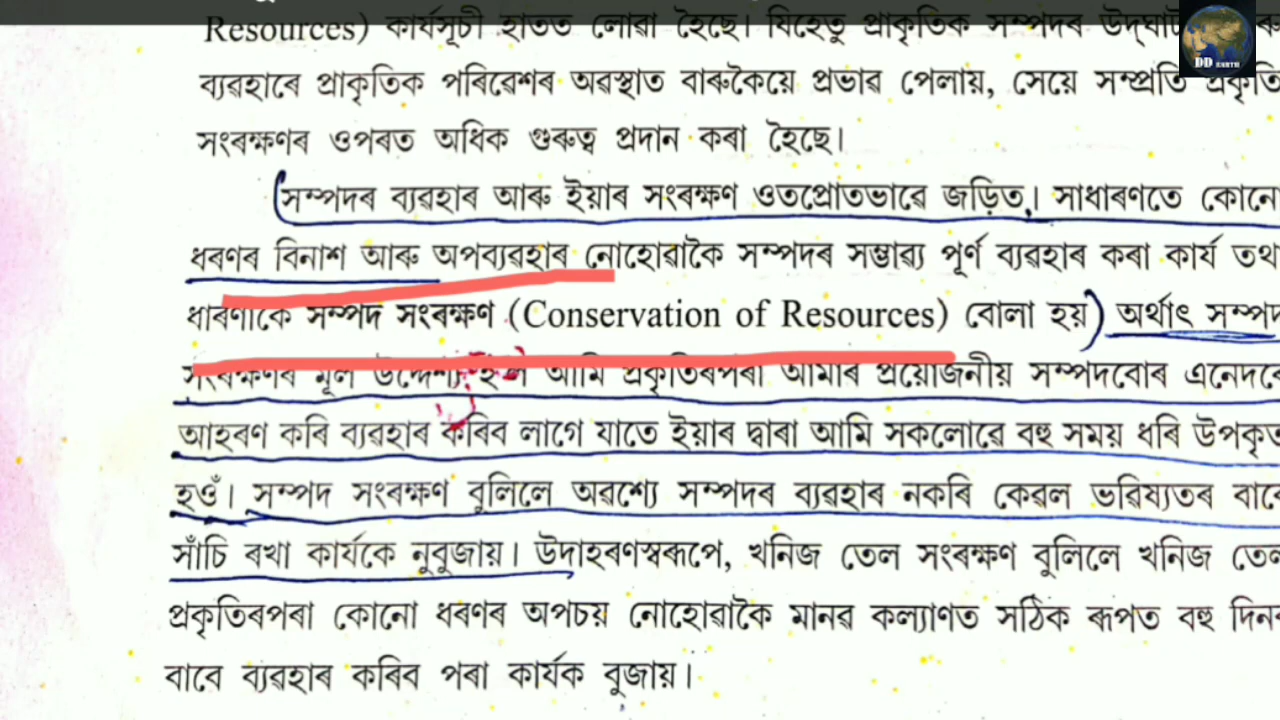 Resources) কাৰ্যসূচী হাতত লোৱা হৈছে। যিহেতু প্ৰাকৃতিক সম্পদৰ
ব্যৱহাৰে প্ৰাকৃতিক পৰিৱেশৰ অৱস্থাত বাৰুকৈয়ে প্ৰভাৱ পেলায়, সেয়ে সম্প্ৰতি প্ৰকৃতি
সংৰক্ষণৰ ওপৰত অধিক গুৰুত্ব প্ৰদান কৰা হৈছে।
সম্পদৰ ব্যৱহাৰ আৰু ইয়াৰ সংৰক্ষণ ওতপ্ৰোতভাৱে জড়িত। সাধাৰণতে কোনো
ধৰণৰ বিনাশ আৰু অপব্যৱহাৰ নোহোৱাকৈ সম্পদৰ সম্ভাৱ্য পূৰ্ণ ব্যৱহাৰ কৰা কাৰ্য তথ
ধাৰণাকে সম্পদ সংৰক্ষণ (Conservation of Resources) বোলা হয়) অৰ্থাৎ সম্পদ
সংৰক্ষণৰ মূল উদ্দেশ্য হ'ল আমি প্ৰকৃতিৰপৰা আমাৰ প্ৰয়োজনীয় সম্পদবোৰ এনেদৰে
আহৰণ কৰি ব্যৱহাৰ কৰিব লাগে যাতে ইয়াৰ দ্বাৰা আমি সকলোৱে বহু সময় ধৰি উপকৃত
হওঁ। সম্পদ সংৰক্ষণ বুলিলে অৱশ্যে সম্পদৰ ব্যৱহাৰ নকৰি কেৱল ভৱিষ্যতৰ বাবে
সাঁচি ৰখা কাৰ্যকে নুবুজায়। উদাহৰণস্বৰূপে, খনিজ তেল সংৰক্ষণ বুলিলে খনিজ তেল
প্ৰকৃতিৰপৰা কোনো ধৰণৰ অপচয় নোহোৱাকৈ মানৱ কল্যাণত সঠিক ৰূপত বহু দিনৰ
বাবে ব্যৱহাৰ কৰিব পৰা কাৰ্যক বুজায়।
DD EARTH